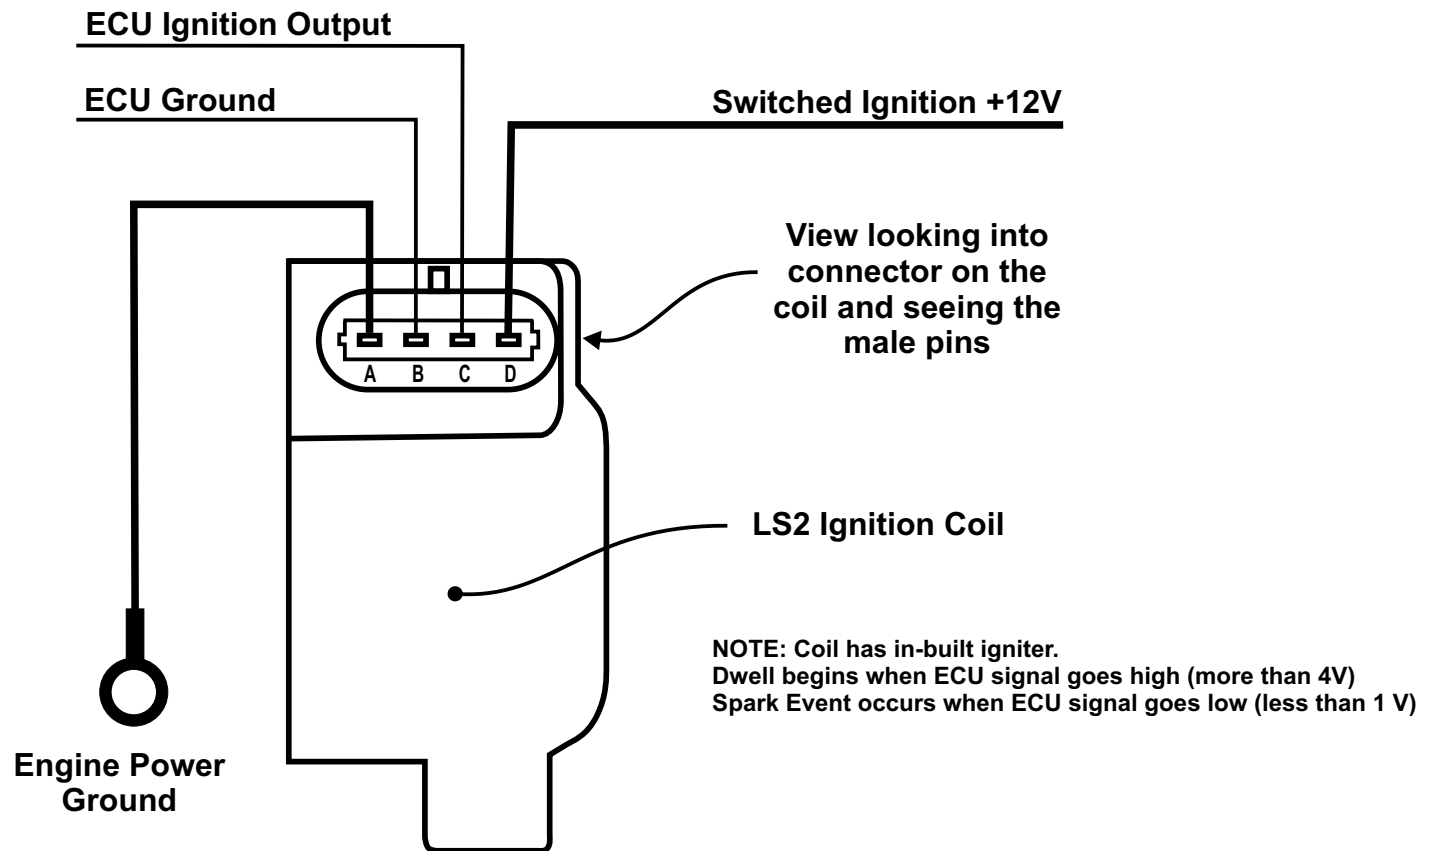 ECU Ignition Output
ECU Ground
Switched Ignition +12V
View looking into
connector on the
coil and seeing the
male pins
A B C D
LS2 Ignition Coil
NOTE: Coil has in-built igniter.
Dwell begins when ECU signal goes high (more than 4V)
Spark Event occurs when ECU signal goes low (less than 1 V)
Engine Power
Ground